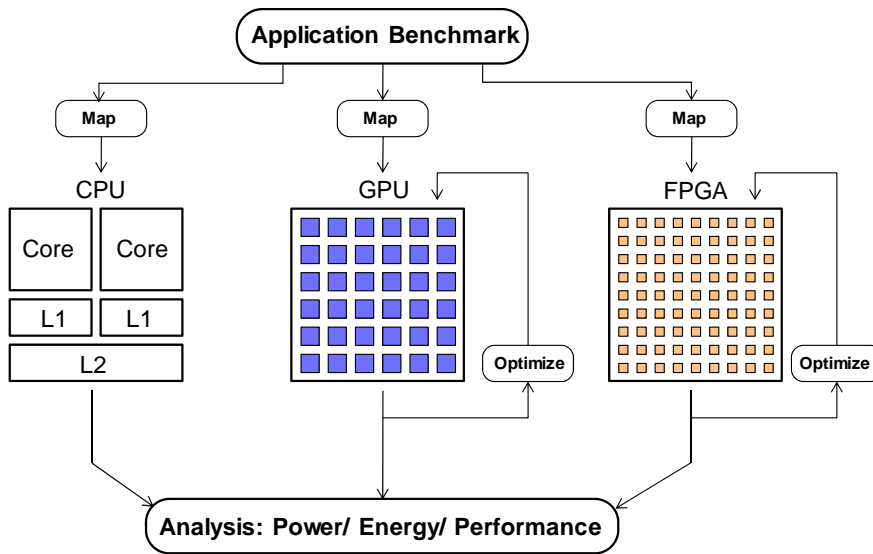 Application Benchmark
Map
Map
Map
CPU
GPU
FPGA
Core
Core
L1
L1
L2
Optimize
Optimize
Analysis: Power/ Energy/ Performance